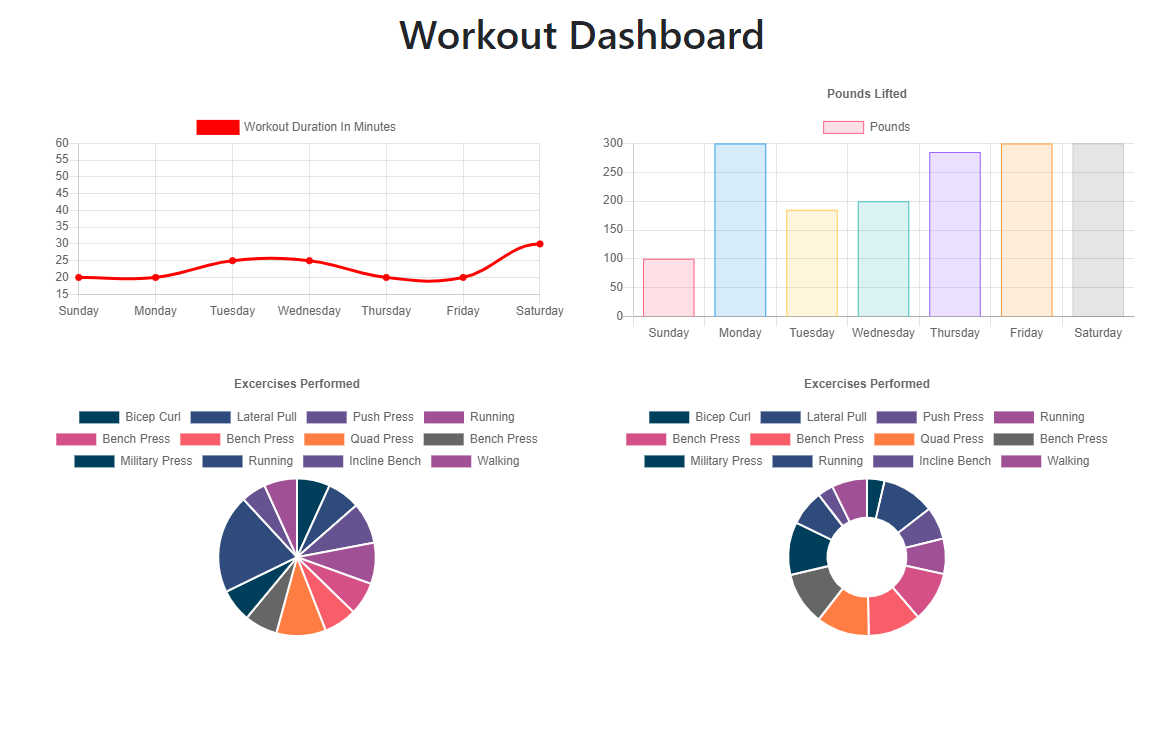 Workout Dashboard
Workout Duration In Minutes
60
55
50
45
40
35
30
25
20
15
Sunday Monday Tuesday Wednesday Thursday Friday Saturday
Pounds Lifted
Pounds
300
250
200
150
100
50
0
Sunday Monday Tuesday Wednesday Thursday Friday Saturday
Excercises Performed
Bicep Curl Lateral Pull Push Press Running
Bench Press Bench Press Quad Press Bench Press
Military Press Running Incline Bench Walking
Excercises Performed
Bicep Curl Lateral Pull Push Press Running
Bench Press Bench Press Quad Press Bench Press
Military Press Running Incline Bench Walking